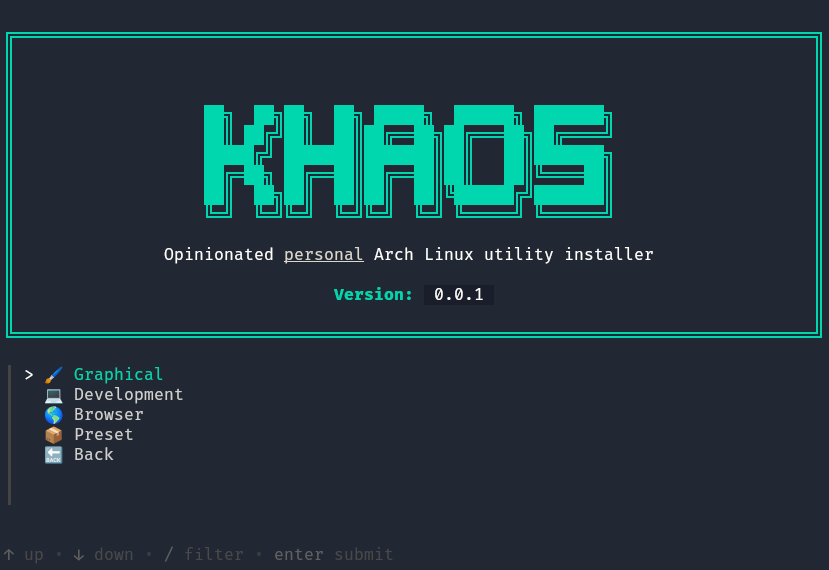 KHAOS
Opinionated personal Arch Linux utility installer
Version: 0.0.1
> 🖌️ Graphical
💻 Development
🌎 Browser
📦 Preset
🔙 Back
↑ up • ↓ down • / filter • enter submit